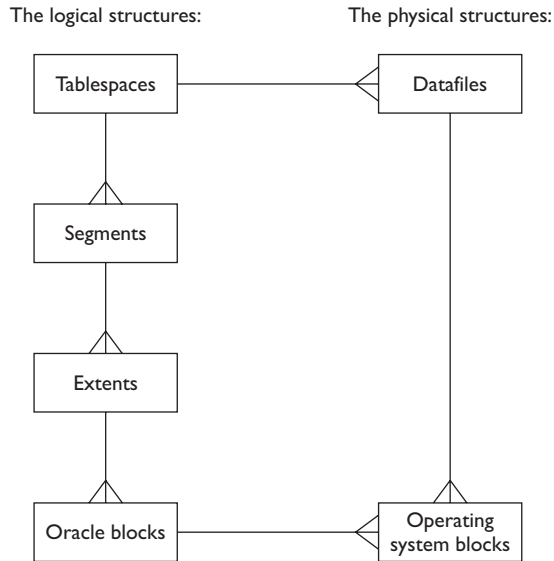 The logical structures:
The physical structures:
Tablespaces
Datafiles
Segments
Extents
Oracle blocks
Operating
system blocks